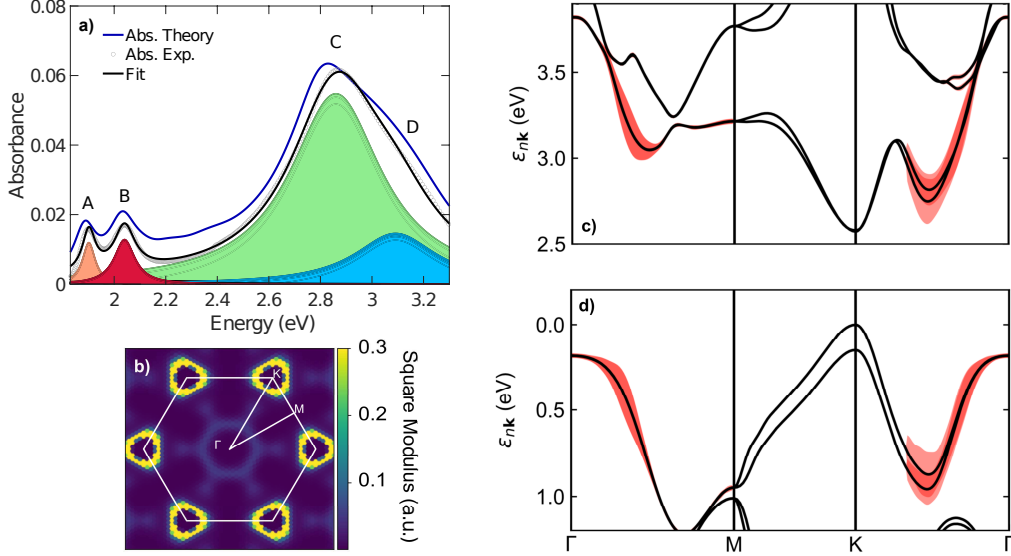 a)
Abs. Theory
Abs. Exp.
Fit
A
B
C
D
0.08
0.06
0.04
0.02
0
Absorbance
2
2.2
2.4
2.6
2.8
3
3.2
Energy (eV)
b)
K
M
Γ
0.3
0.2
0.1
Square Modulus (a.u.)
c)
3.5
3.0
2.5
εnk (eV)
d)
0.0
0.5
1.0
εnk (eV)
Γ
M
K
Γ